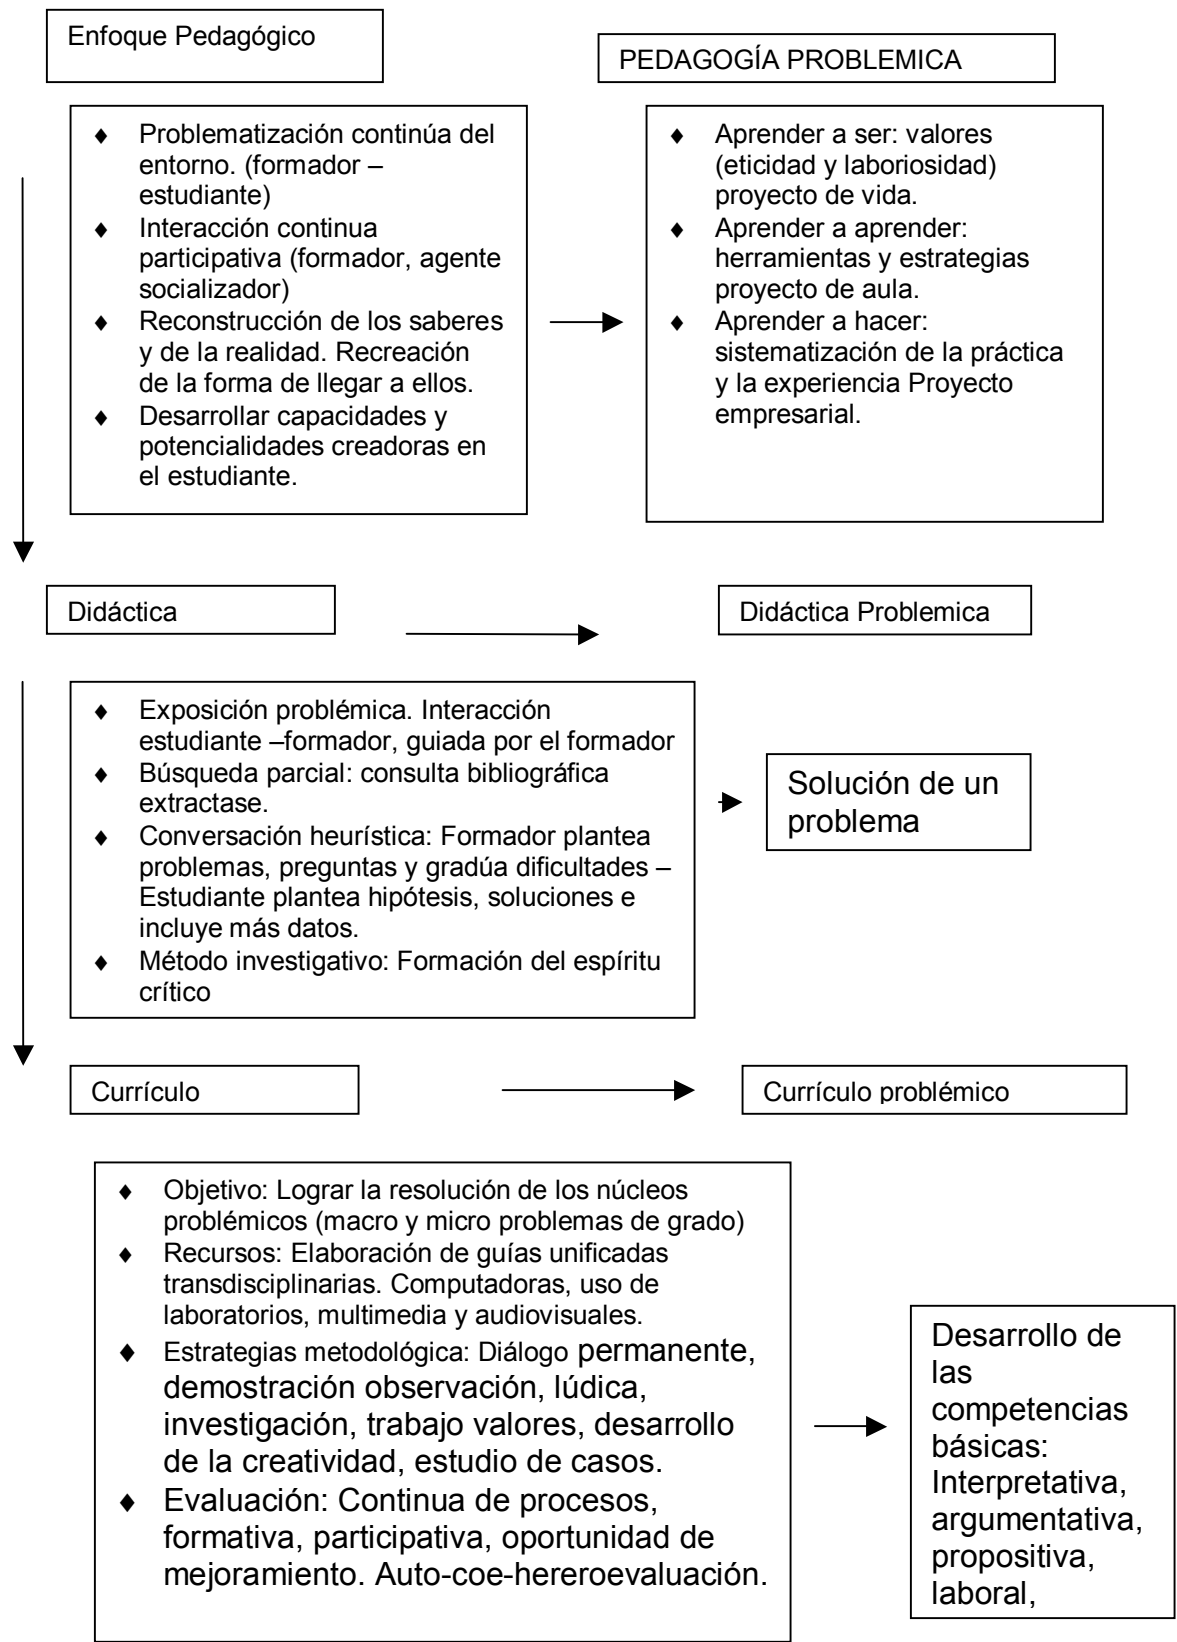 Enfoque Pedagógico
PEDAGOGÍA PROBLEMICA
♦ Problematización continúa del
entorno. (formador –
estudiante)
♦ Interacción continua
participativa (formador, agente
socializador)
♦ Reconstrucción de los saberes
y de la realidad. Recreación
de la forma de llegar a ellos.
♦ Desarrollar capacidades y
potencialidades creadoras en
el estudiante.
♦ Aprender a ser: valores
(eticidad y laboriosidad)
proyecto de vida.
♦ Aprender a aprender:
herramientas y estrategias
proyecto de aula.
♦ Aprender a hacer:
sistematización de la práctica
y la experiencia Proyecto
empresarial.
Didáctica
Didáctica Problemica
♦ Exposición problémica. Interacción
estudiante –formador, guiada por el formador
♦ Búsqueda parcial: consulta bibliográfica
extractase.
♦ Conversación heurística: Formador plantea
problemas, preguntas y gradúa dificultades –
Estudiante plantea hipótesis, soluciones e
incluye más datos.
♦ Método investigativo: Formación del espíritu
crítico
Solución de un
problema
Currículo
Currículo problémico
♦ Objetivo: Lograr la resolución de los núcleos
problémicos (macro y micro problemas de grado)
♦ Recursos: Elaboración de guías unificadas
transdisciplinarias. Computadoras, uso de
laboratorios, multimedia y audiovisuales.
♦ Estrategias metodológica: Diálogo permanente,
demostración observación, lúdica,
investigación, trabajo valores, desarrollo
de la creatividad, estudio de casos.
♦ Evaluación: Continua de procesos,
formativa, participativa, oportunidad de
mejoramiento. Auto-coe-hereroevaluación.
Desarrollo de
las
competencias
básicas:
Interpretativa,
argumentativa,
propositiva,
laboral,